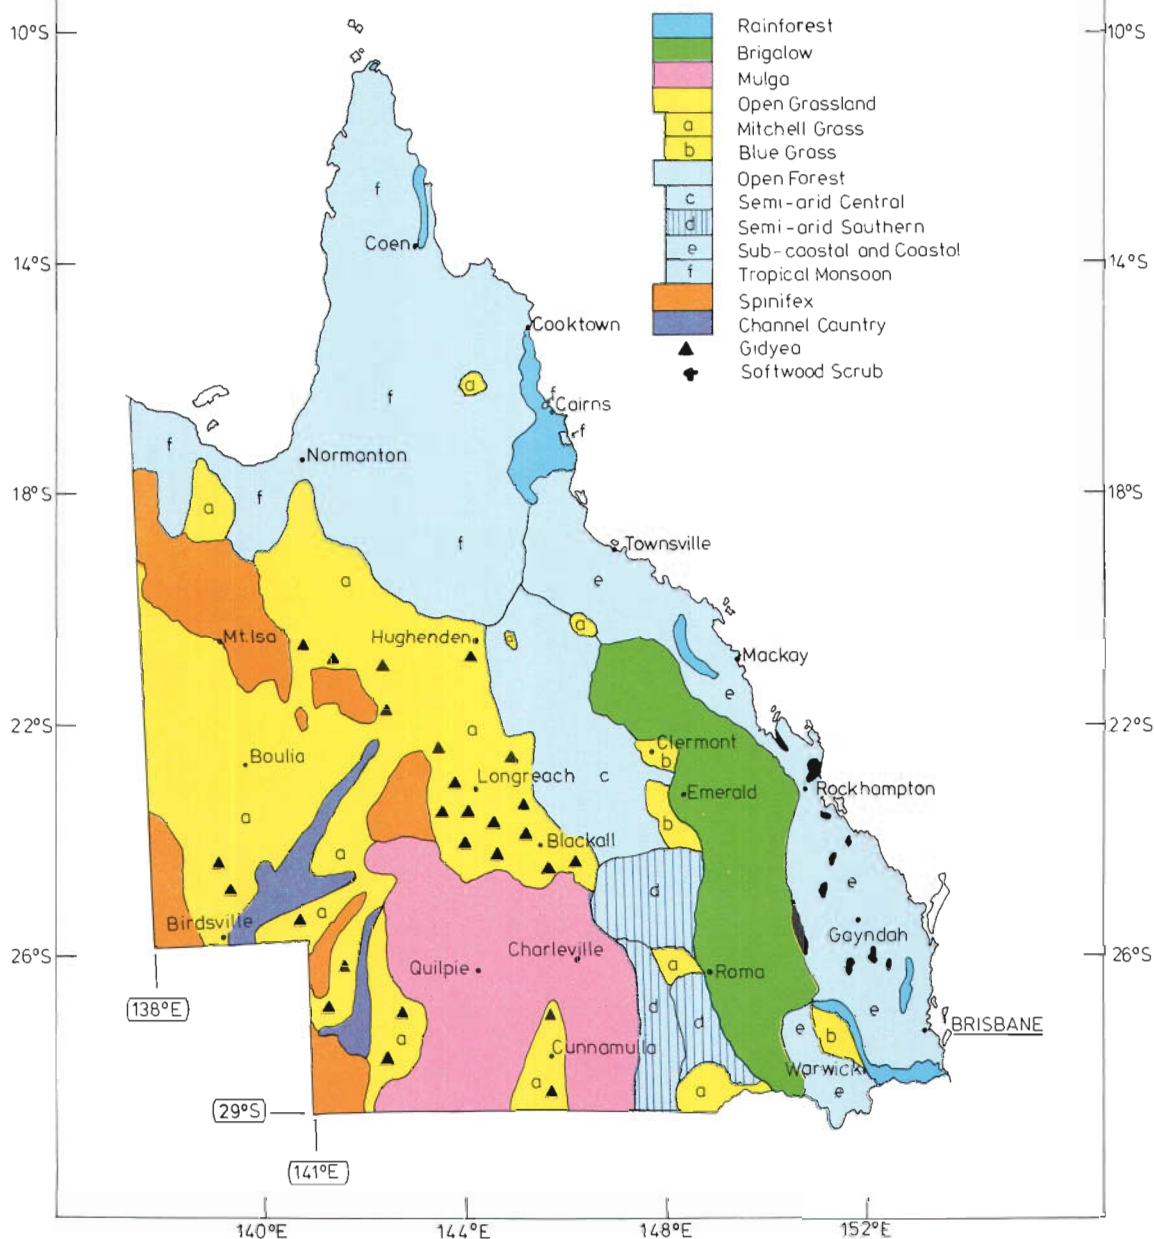 10°S
10°S
Rainforest
Brigalow
Mulga
Open Grassland
a Mitchell Grass
b Blue Grass
Open Forest
c Semi-arid Central
d Semi-arid Southern
e Sub-coastal and Coastal
f Tropical Monsoon
Spinifex
Channel Country
Gidyea
Softwood Scrub
f
Coen
14°S
14°S
Cooktown
a
f
f
Cairns
f
f
Normanton
f
18°S
18°S
a
f
f
Townsville
a
e
a
Mt.Isa
Hughenden
a
Mackay
e
22°S
22°S
a
Clermont
b
Boulia
Longreach
c
Emerald
Rockhampton
a
b
Blackall
a
d
e
Birdsville
a
Gayndah
Charleville
26°S
26°S
Quilpie
a
Roma
138°E
d
d
e
e
BRISBANE
b
a
Cunnamulla
Warwick
a
a
e
29°S
141°E
140°E
144°E
148°E
152°E